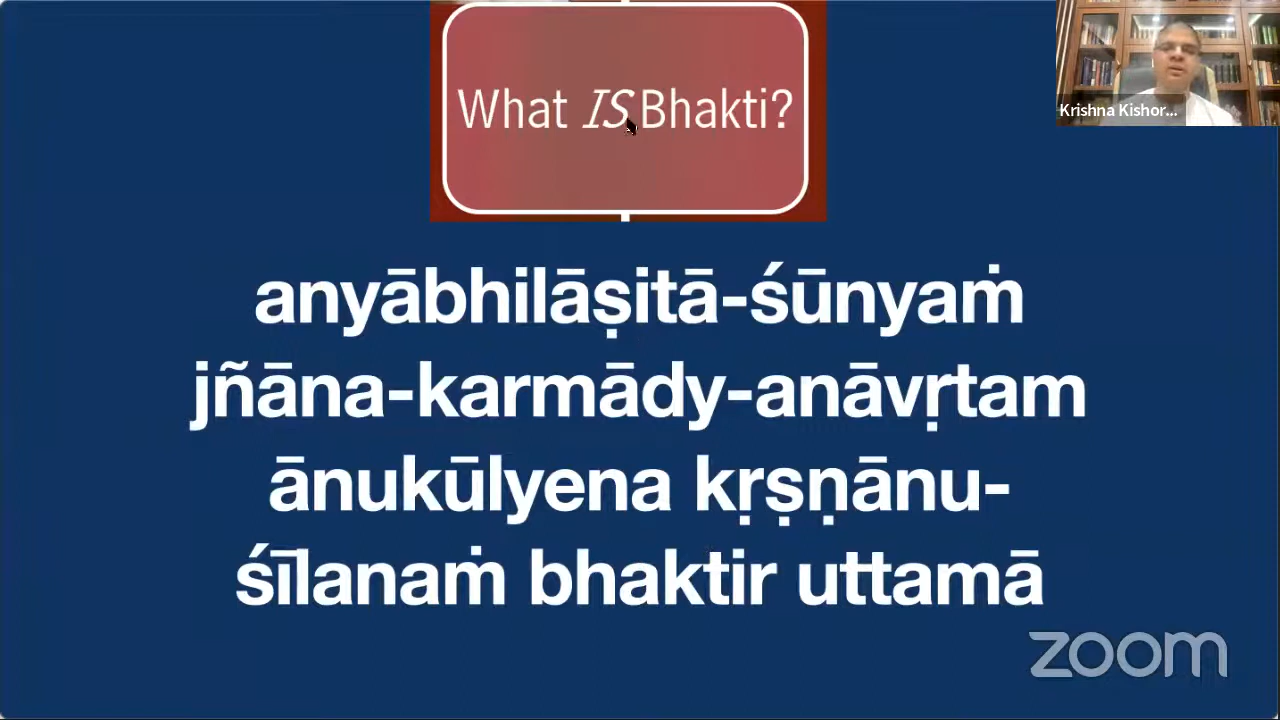 What IS Bhakti?
Krishna Kishor...
anyābhilāṣitā-śūnyaṁ
jñāna-karmādy-anāvṛtam
ānukūlyena kṛṣṇānu-
śīlanaṁ bhaktir uttamā
zoom